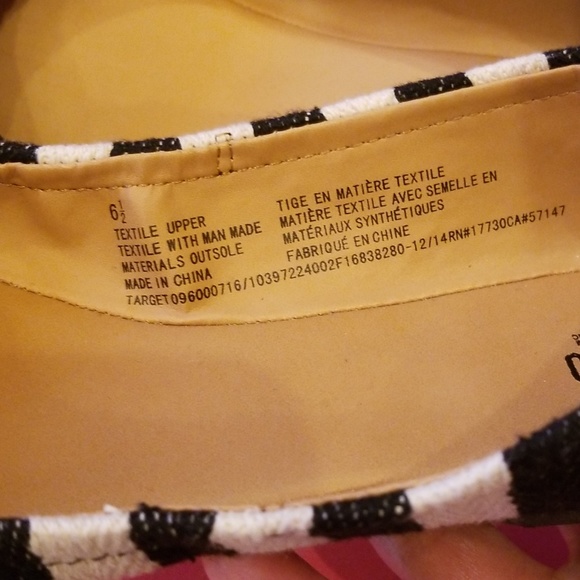 6½
TEXTILE UPPER
TEXTILE WITH MAN MADE
MATERIALS OUTSOLE
MADE IN CHINA
TIGE EN MATIÈRE TEXTILE
MATIÈRE TEXTILE AVEC SEMELLE EN
MATÉRIAUX SYNTHÉTIQUES
FABRIQUÉ EN CHINE
TARGET096000716/10397224002F16838280-12/14RN#17730CA#57147